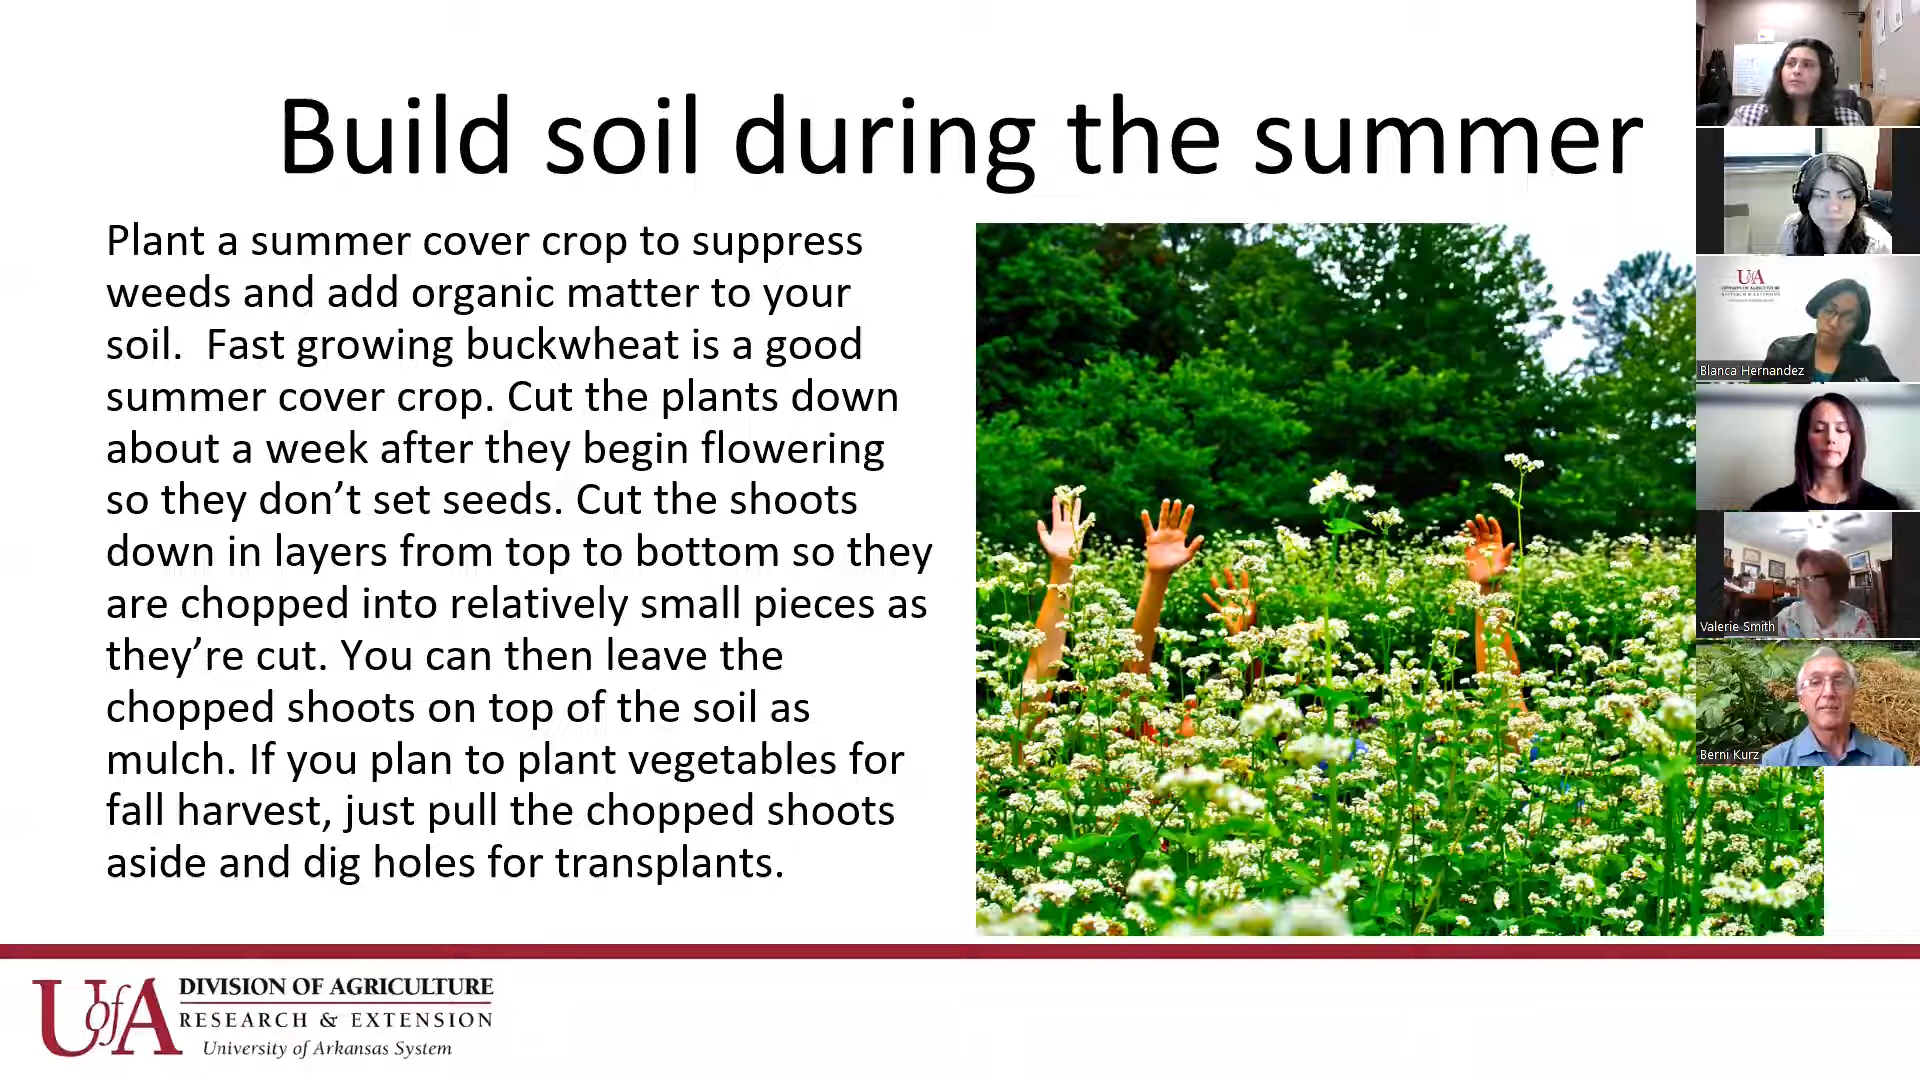 Build soil during the summer
Plant a summer cover crop to suppress
weeds and add organic matter to your
soil.  Fast growing buckwheat is a good
summer cover crop. Cut the plants down
about a week after they begin flowering
so they don’t set seeds. Cut the shoots
down in layers from top to bottom so they
are chopped into relatively small pieces as
they’re cut. You can then leave the
chopped shoots on top of the soil as
mulch. If you plan to plant vegetables for
fall harvest, just pull the chopped shoots
aside and dig holes for transplants.
UofA
DIVISION OF AGRICULTURE
RESEARCH & EXTENSION
University of Arkansas System
UofA
DIVISION OF AGRICULTURE
RESEARCH & EXTENSION
Blanca Hernandez
Valerie Smith
Berni Kurz